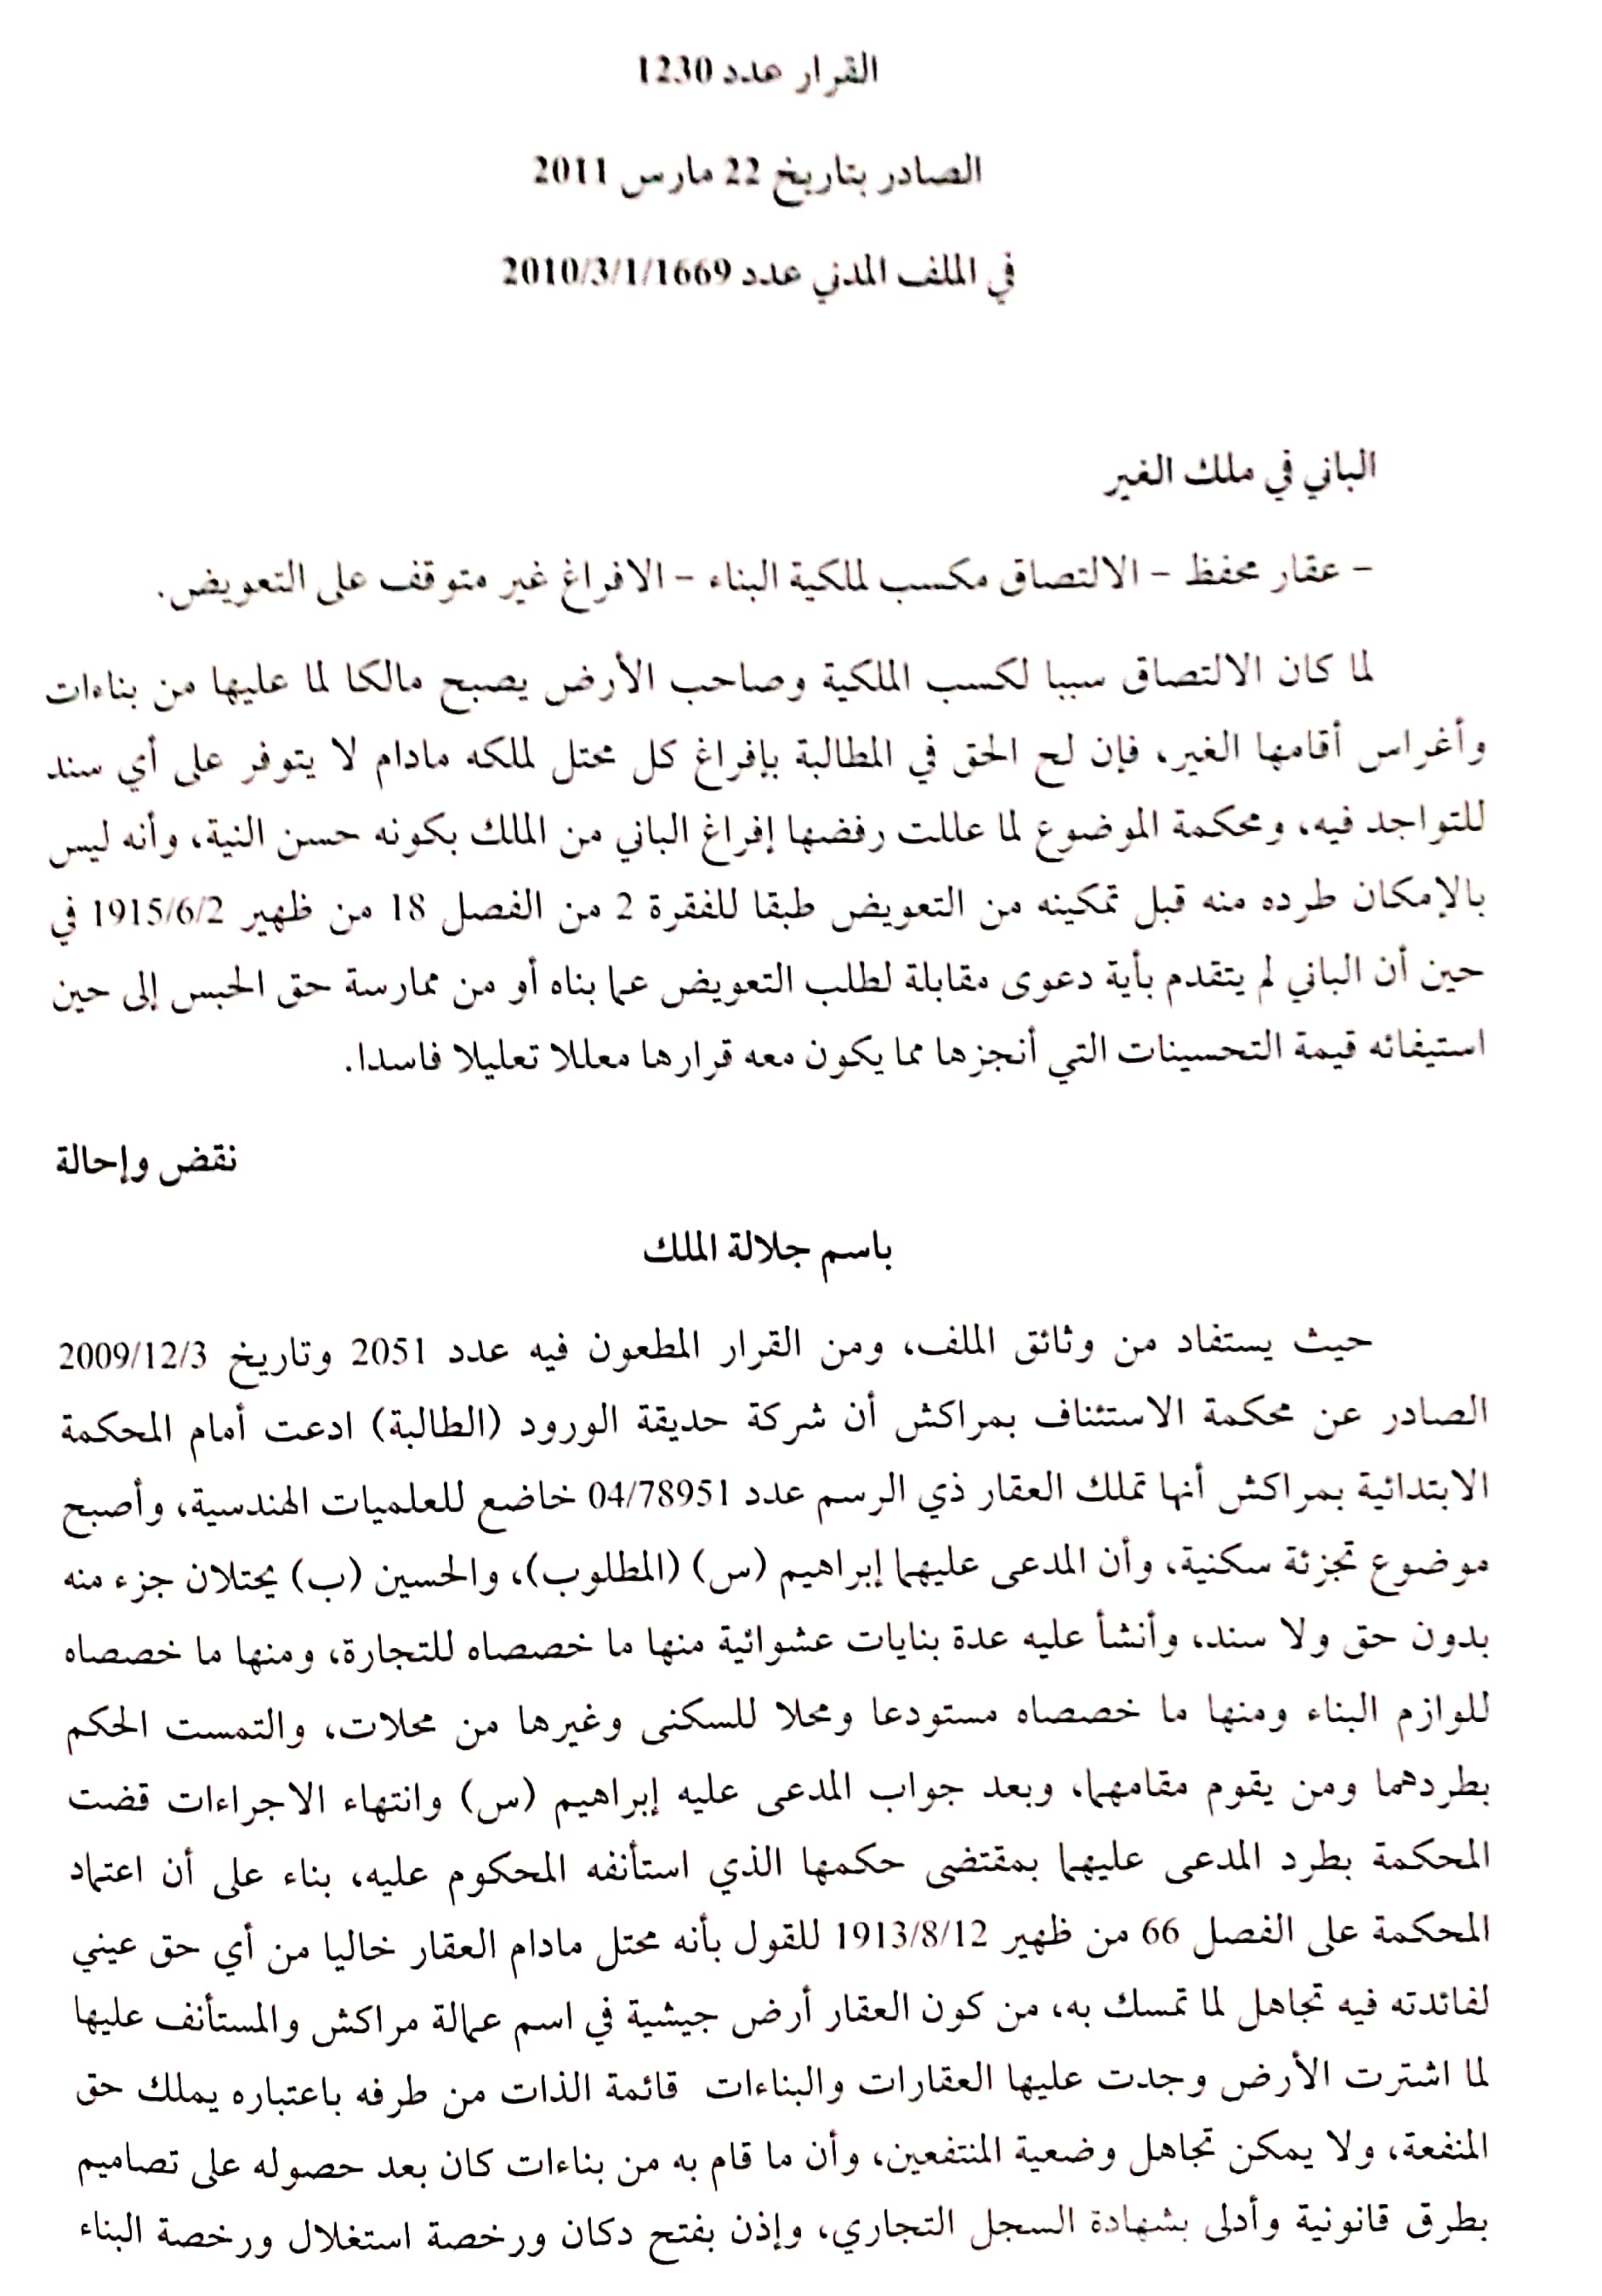 القرار عدد 1230
الصادر بتاريخ 22 مارس 2011
في الملف المدني عدد 2010/3/1/1669
الباني في ملك الغير
– عقار محفظ – الالتصاق مكسب لملكية البناء – الافراغ غير متوقف على التعويض.
لما كان الالتصاق سببا لكسب الملكية وصاحب الأرض يصبح مالكا لما عليها من بناءات
وأغراس أقامها الغير، فإن لح الحق في المطالبة بإفراغ كل محتل لملكه مادام لا يتوفر على أي سند
للتواجد فيه، ومحكمة الموضوع لما عللت رفضها إفراغ الباني من الملك بكونه حسن النية، وأنه ليس
بالإمكان طرده منه قبل تمكينه من التعويض طبقا للفقرة 2 من الفصل 18 من ظهير 1915/6/2 في
حين أن الباني لم يتقدم بأية دعوى مقابلة لطلب التعويض عما بناه أو من ممارسة حق الحبس إلى حين
استيفائه قيمة التحسينات التي أنجزها مما يكون معه قرارها معللا تعليلا فاسدا.
نقض وإحالة
باسم جلالة الملك
حيث يستفاد من وثائق الملف، ومن القرار المطعون فيه عدد 2051 وتاريخ 2009/12/3
الصادر عن محكمة الاستئناف بمراكش أن شركة حديقة الورود (الطالبة) ادعت أمام المحكمة
الابتدائية بمراكش أنها تملك العقار ذي الرسم عدد 04/78951 خاضع للعلميات الهندسية، وأصبح
موضوع تجزئة سكنية، وأن المدعى عليهما إبراهيم (س) (المطلوب)، والحسين (ب) يحتلان جزء منه
بدون حق ولا سند، وأنشأ عليه عدة بنايات عشوائية منها ما خصصاه للتجارة، ومنها ما خصصاه
للوازم البناء ومنها ما خصصاه مستودعا ومحلا للسكنى وغيرها من محلات، والتمست الحكم
بطردهما ومن يقوم مقامهما، وبعد جواب المدعى عليه إبراهيم (س) وانتهاء الاجراءات قضت
المحكمة بطرد المدعى عليهما بمقتضى حكمها الذي استأنفه المحكوم عليه، بناء على أن اعتماد
المحكمة على الفصل 66 من ظهير 1913/8/12 للقول بأنه محتل مادام العقار خاليا من أي حق عيني
لفائدته فيه تجاهل لما تمسك به، من كون العقار أرض جيشية في اسم عمالة مراكش والمستأنف عليها
لما اشترت الأرض وجدت عليها العقارات والبناءات قائمة الذات من طرفه باعتباره يملك حق
المنفعة، ولا يمكن تجاهل وضعية المنتفعين، وأن ما قام به من بناءات كان بعد حصوله على تصاميم
بطرق قانونية وأدلى بشهادة السجل التجاري، وإذن بفتح دكان ورخصة استغلال ورخصة البناء